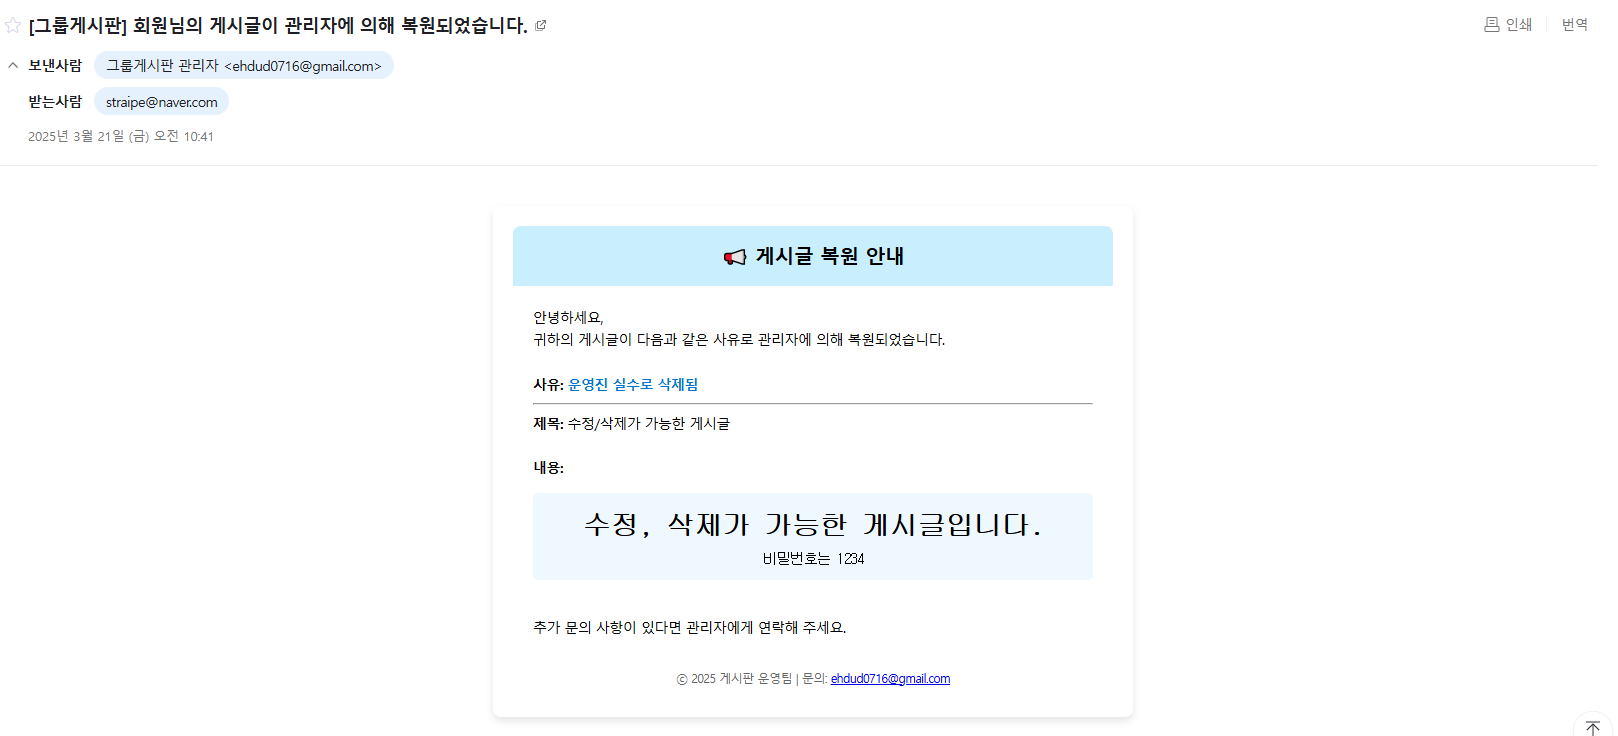 [그룹게시판] 회원님의 게시글이 관리자에 의해 복원되었습니다.
인쇄
번역
보낸사람 그룹게시판 관리자 <ehdud0716@gmail.com>
받는사람 straipe@naver.com
2025년 3월 21일 (금) 오전 10:41
게시글 복원 안내
안녕하세요,
귀하의 게시글이 다음과 같은 사유로 관리자에 의해 복원되었습니다.
사유: 운영진 실수로 삭제됨
제목: 수정/삭제가 가능한 게시글
내용:
수정, 삭제가 가능한 게시글입니다.
비밀번호는 1234
추가 문의 사항이 있다면 관리자에게 연락해 주세요.
© 2025 게시판 운영팀 | 문의: ehdud0716@gmail.com